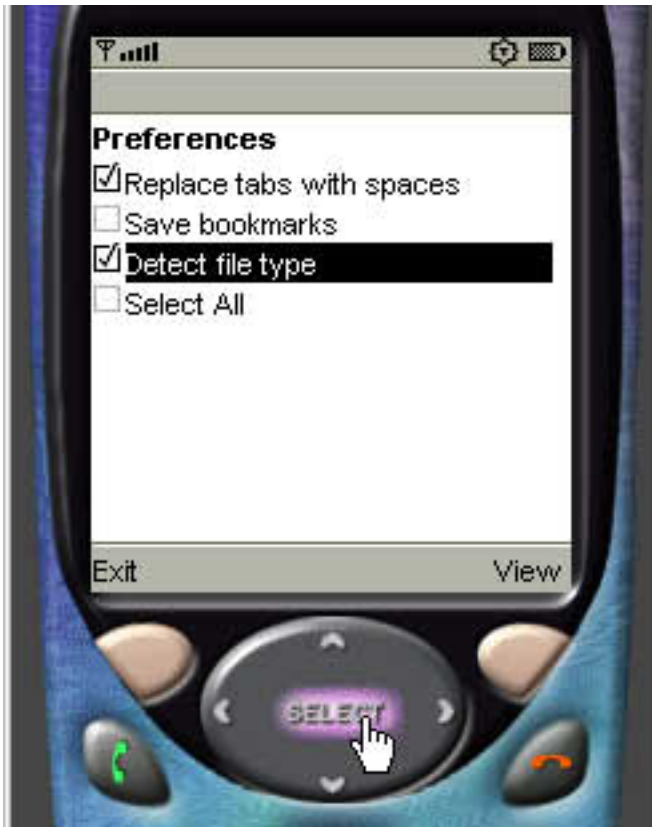 Preferences
Replace tabs with spaces
Save bookmarks
Detect file type
Select All
Exit View
SELECT